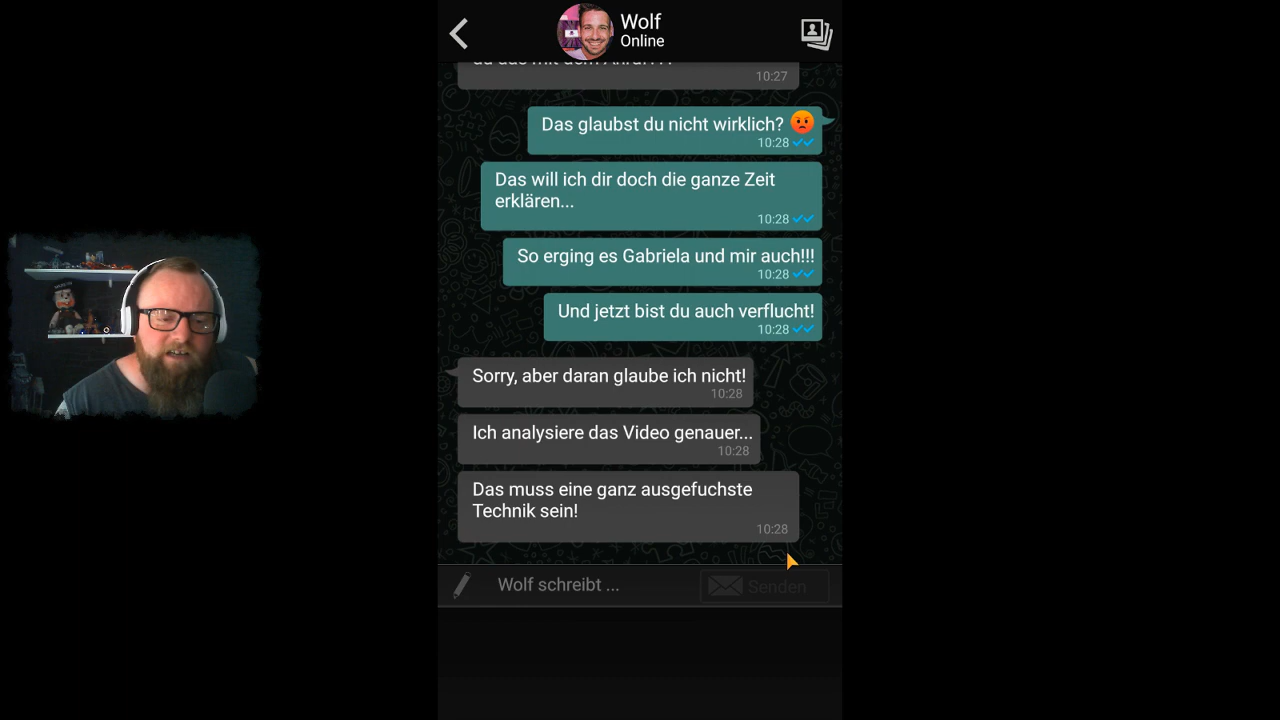 Wolf
Online
10:27
Das glaubst du nicht wirklich? 😡
10:28
Das will ich dir doch die ganze Zeit
erklären...
10:28
So erging es Gabriela und mir auch!!!
10:28
Und jetzt bist du auch verflucht!
10:28
Sorry, aber daran glaube ich nicht!
10:28
Ich analysiere das Video genauer...
10:28
Das muss eine ganz ausgefuchste
Technik sein!
10:28
Wolf schreibt ...
Senden